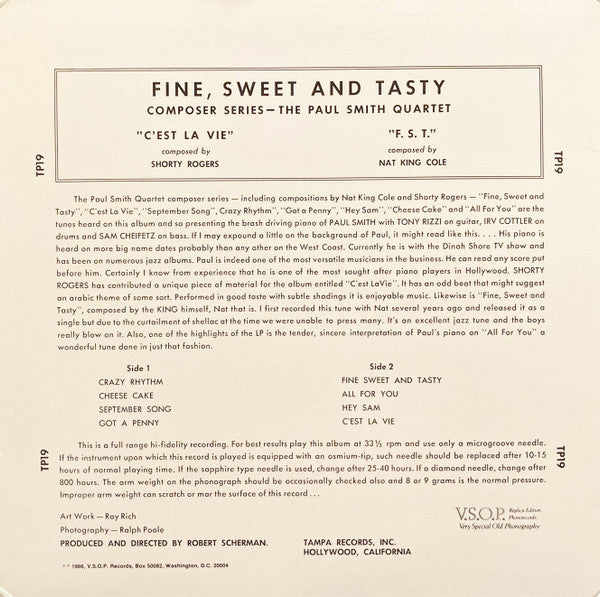 FINE, SWEET AND TASTY
COMPOSER SERIES — THE PAUL SMITH QUARTET
"C'EST LA VIE"
composed by
SHORTY ROGERS
"F. S. T."
composed by
NAT KING COLE
TP19
TP19
The Paul Smith Quartet composer series — including compositions by Nat King Cole and Shorty Rogers — "Fine, Sweet and
Tasty", "C'est La Vie", "September Song", Crazy Rhythm", "Got a Penny", "Hey Sam", "Cheese Cake" and "All For You" are the
tunes heard on this album and so presenting the brash driving piano of PAUL SMITH with TONY RIZZI on guitar, IRV COTTLER on
drums and SAM CHEIFETZ on bass. If I may expound a little on the background of Paul, it might read like this. . . . His piano is
heard on more big name dates probably than any other on the West Coast. Currently he is with the Dinah Shore TV show and
has been on numerous jazz albums. Paul is indeed one of the most versatile musicians in the business. He can read any score put
before him. Certainly I know from experience that he is one of the most sought after piano players in Hollywood. SHORTY
ROGERS has contributed a unique piece of material for the album entitled "C'est LaVie". It has an odd beat that might suggest
an arabic theme of some sort. Performed in good taste with subtle shadings it is enjoyable music. Likewise is "Fine, Sweet and
Tasty", composed by the KING himself, Nat that is. I first recorded this tune with Nat several years ago and released it as a
single but due to the curtailment of shellac at the time we were unable to press many. It's an excellent jazz tune and the boys
really blow on it. Also, one of the highlights of the LP is the tender, sincere interpretation of Paul's piano on "All For You" a
wonderful tune done in just that fashion.
Side 1
CRAZY RHYTHM
CHEESE CAKE
SEPTEMBER SONG
GOT A PENNY
Side 2
FINE SWEET AND TASTY
ALL FOR YOU
HEY SAM
C'EST LA VIE
TP19
TP19
This is a full range hi-fidelity recording. For best results play this album at 33⅓ rpm and use only a microgroove needle.
If the instrument upon which this record is played is equipped with an osmium-tip, such needle should be replaced after 10-15
hours of normal playing time. If the sapphire type needle is used, change after 25-40 hours. If a diamond needle, change after
800 hours. The arm weight on the phonograph should be occasionally checked also and 8 or 9 grams is the normal pressure.
Improper arm weight can scratch or mar the surface of this record . . .
Art Work — Ray Rich
Photography — Ralph Poole
PRODUCED AND DIRECTED BY ROBERT SCHERMAN.
TAMPA RECORDS, INC.
HOLLYWOOD, CALIFORNIA
V.S.O.P. Replica Edition
Phonorecords.
Very Special Old Phonography
1986, V.S.O.P. Records, Box 50082, Washington, D.C. 20004